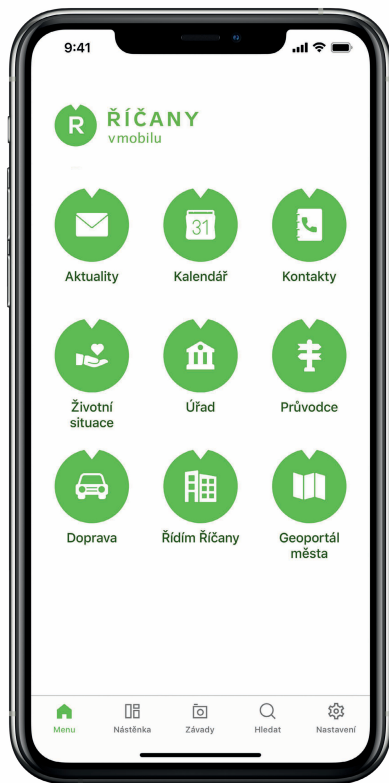 9:41
R
ŘÍČANY
vmobilu
31
Aktuality
Kalendář
Kontakty
Životní
situace
Úřad
Průvodce
Doprava
Řídím Říčany
Geoportál
města
Menu
Nástěnka
Závady
Hledat
Nastavení